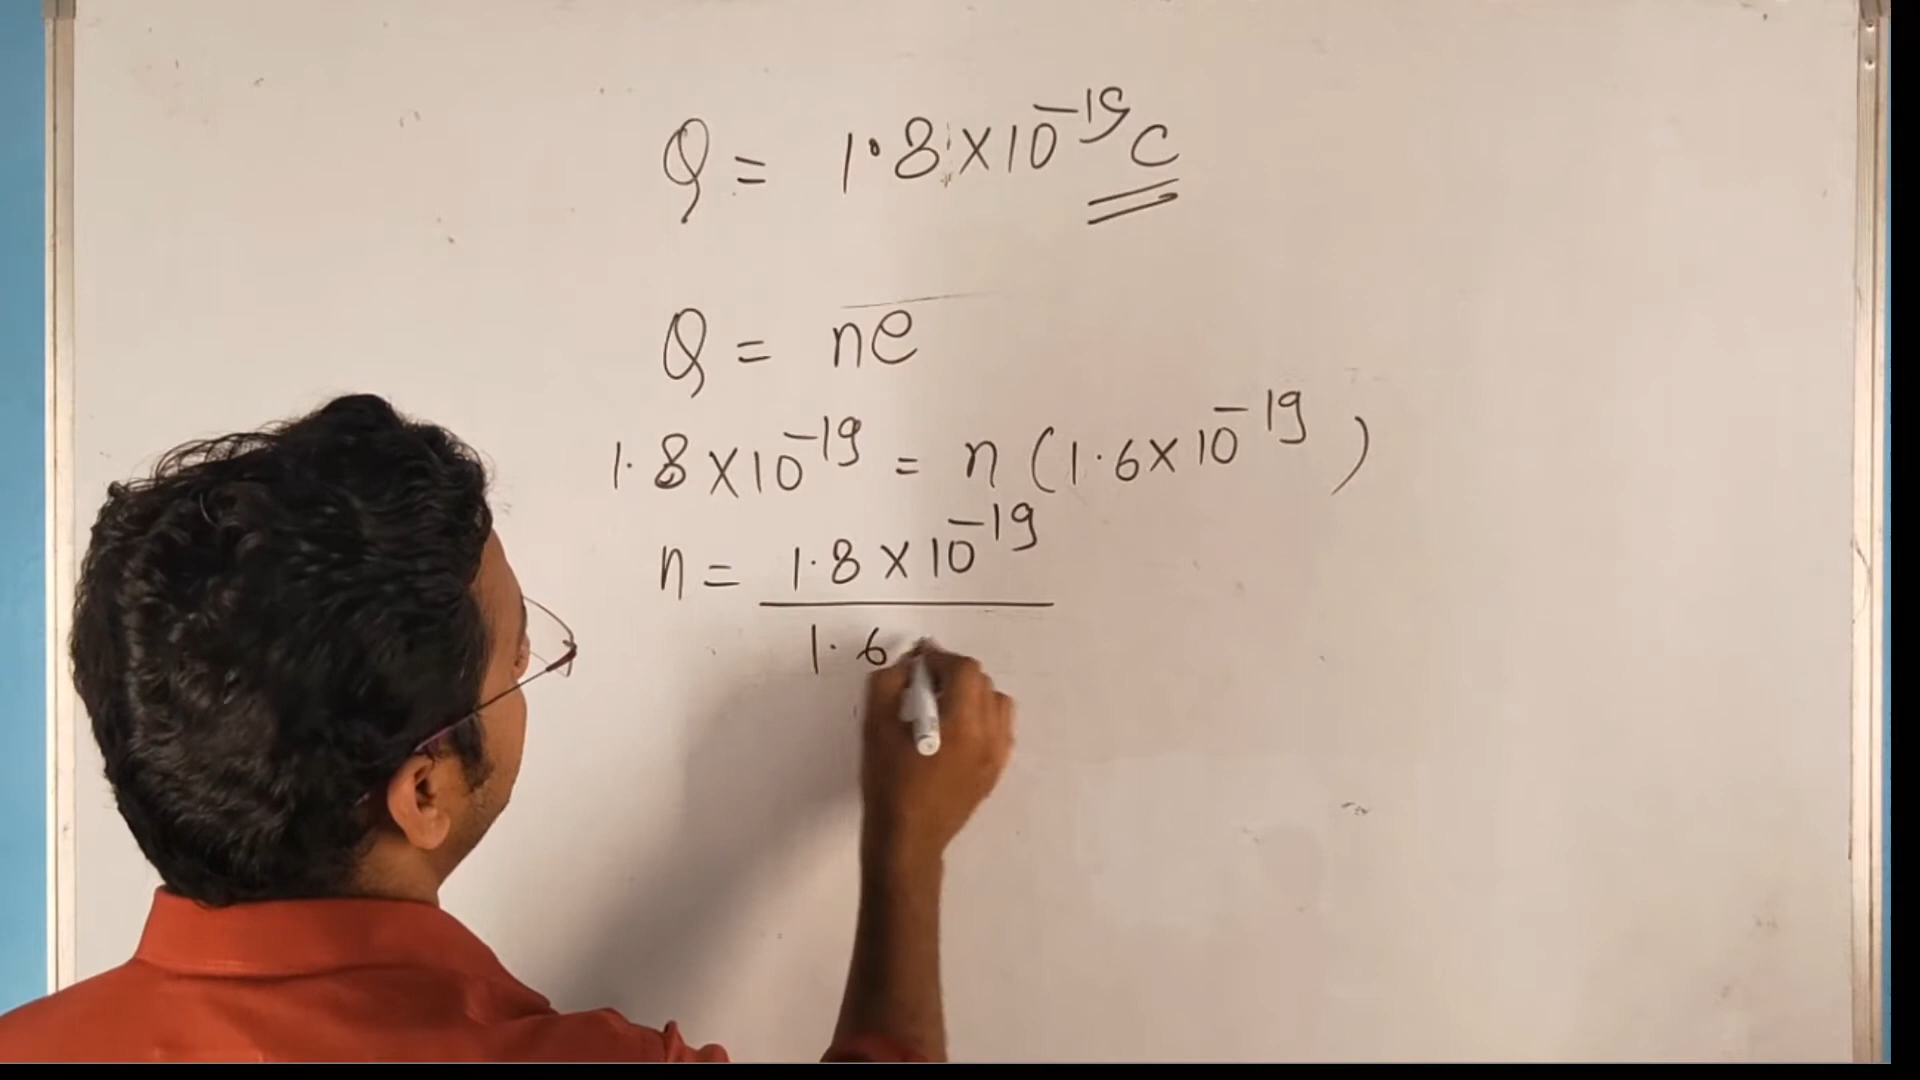 Q = 1.8 × 10⁻¹⁹ C
Q = ne
1.8 × 10⁻¹⁹ = n (1.6 × 10⁻¹⁹)
n = 1.8 × 10⁻¹⁹
1.6